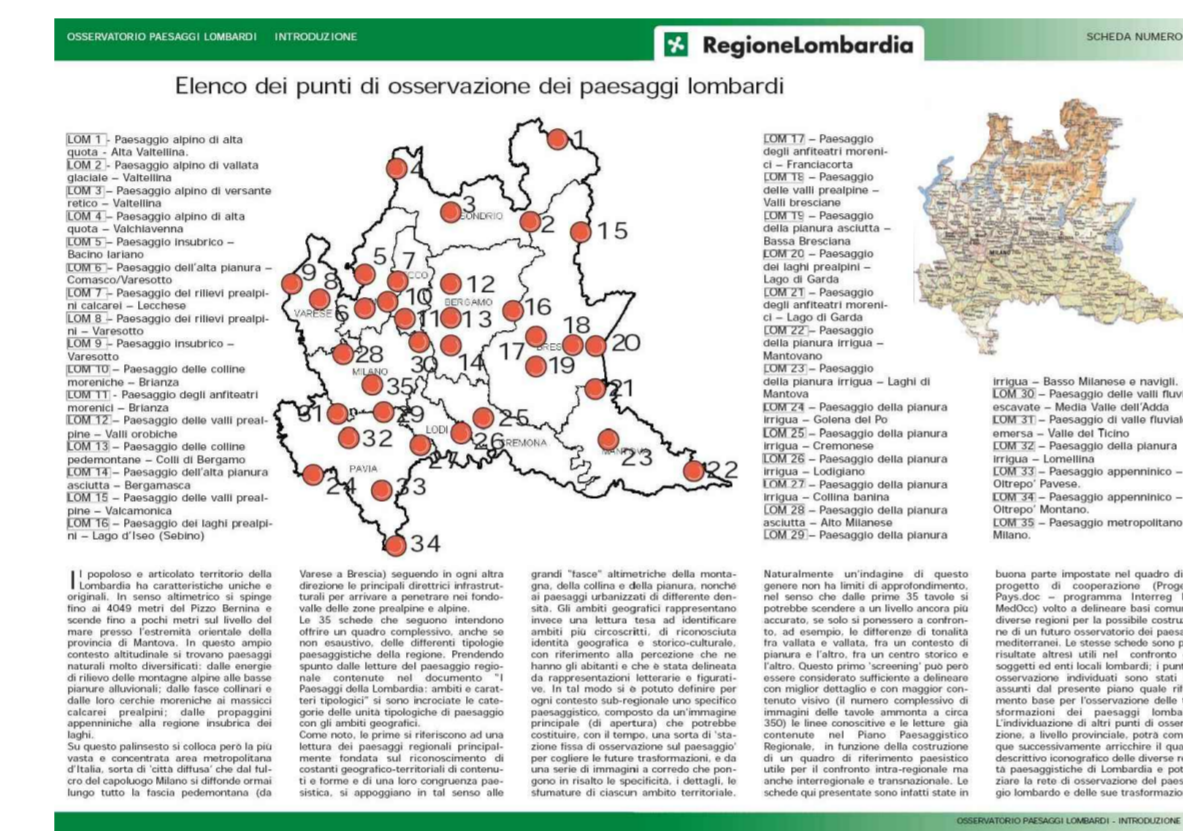 OSSERVATORIO PAESAGGI LOMBARDI INTRODUZIONE
RegioneLombardia
SCHEDA NUMERO
Elenco dei punti di osservazione dei paesaggi lombardi
LOM 1 - Paesaggio alpino di alta
quota - Alta Valtellina.
LOM 2 - Paesaggio alpino di vallata
glaciale – Valtellina
LOM 3 – Paesaggio alpino di versante
retico – Valtellina
LOM 4 – Paesaggio alpino di alta
quota – Valchiavenna
LOM 5 – Paesaggio insubrico –
Bacino lariano
LOM 6 – Paesaggio dell'alta pianura –
Comasco/Varesotto
LOM 7 – Paesaggio dei rilievi prealpi-
ni calcarei – Lecchese
LOM 8 – Paesaggio dei rilievi prealpi-
ni – Varesotto
LOM 9 – Paesaggio insubrico –
Varesotto
LOM 10 – Paesaggio delle colline
moreniche – Brianza
LOM 11 - Paesaggio degli anfiteatri
morenici – Brianza
LOM 12 – Paesaggio delle valli preal-
pine – Valli orobiche
LOM 13 – Paesaggio delle colline
pedemontane – Colli di Bergamo
LOM 14 – Paesaggio dell'alta pianura
asciutta – Bergamasca
LOM 15 – Paesaggio delle valli preal-
pine – Valcamonica
LOM 16 – Paesaggio dei laghi prealpi-
ni – Lago d'Iseo (Sebino)
1
4
3
SONDRIO
2
15
5
7
9
8
LECCO
12
10
BERGAMO
16
VARESE
6
11
13
18
17
BRES
20
28
30
14
19
MILANO
35
21
31
29
25
LODI
32
26
CREMONA
27
MANTOVA
23
22
PAVIA
24
33
34
LOM 17 – Paesaggio
degli anfiteatri moreni-
ci – Franciacorta
LOM 18 – Paesaggio
delle valli prealpine –
Valli bresciane
LOM 19 – Paesaggio
della pianura asciutta –
Bassa Bresciana
LOM 20 – Paesaggio
dei laghi prealpini –
Lago di Garda
LOM 21 – Paesaggio
degli anfiteatri moreni-
ci – Lago di Garda
LOM 22 – Paesaggio
della pianura irrigua –
Mantovano
LOM 23 – Paesaggio
della pianura irrigua – Laghi di
Mantova
LOM 24 – Paesaggio della pianura
irrigua – Golena del Po
LOM 25 – Paesaggio della pianura
irrigua – Cremonese
LOM 26 – Paesaggio della pianura
irrigua – Lodigiano
LOM 27 – Paesaggio della pianura
irrigua – Collina banina
LOM 28 – Paesaggio della pianura
asciutta – Alto Milanese
LOM 29 – Paesaggio della pianura
MILANO
irrigua – Basso Milanese e navigli.
LOM 30 – Paesaggio delle valli fluvi
escavate – Media Valle dell'Adda
LOM 31 – Paesaggio di valle fluviale
emersa – Valle del Ticino
LOM 32 – Paesaggio della pianura
irrigua – Lomellina
LOM 33 – Paesaggio appenninico –
Oltrepo' Pavese.
LOM 34 – Paesaggio appenninico –
Oltrepo' Montano.
LOM 35 – Paesaggio metropolitano
Milano.
Il popoloso e articolato territorio della
Lombardia ha caratteristiche uniche e
originali. In senso altimetrico si spinge
fino ai 4049 metri del Pizzo Bernina e
scende fino a pochi metri sul livello del
mare presso l'estremità orientale della
provincia di Mantova. In questo ampio
contesto altitudinale si trovano paesaggi
naturali molto diversificati: dalle energie
di rilievo delle montagne alpine alle basse
pianure alluvionali; dalle fasce collinari e
dalle loro cerchie moreniche ai massicci
calcarei prealpini; dalle propaggini
appenniniche alla regione insubrica dei
laghi.
Su questo palinsesto si colloca però la più
vasta e concentrata area metropolitana
d'Italia, sorta di 'città diffusa' che dal ful-
cro del capoluogo Milano si diffonde ormai
lungo tutto la fascia pedemontana (da
Varese a Brescia) seguendo in ogni altra
direzione le principali direttrici infrastrut-
turali per arrivare a penetrare nei fondo-
valle delle zone prealpine e alpine.
Le 35 schede che seguono intendono
offrire un quadro complessivo, anche se
non esaustivo, delle differenti tipologie
paesaggistiche della regione. Prendendo
spunto dalle letture del paesaggio regio-
nale contenute nel documento "I
Paesaggi della Lombardia: ambiti e carat-
teri tipologici" si sono incrociate le cate-
gorie delle unità tipologiche di paesaggio
con gli ambiti geografici.
Come noto, le prime si riferiscono ad una
lettura dei paesaggi regionali principal-
mente fondata sul riconoscimento di
costanti geografico-territoriali di contenu-
ti e forme e di una loro congruenza pae-
sistica, si appoggiano in tal senso alle
grandi "fasce" altimetriche della monta-
gna, della collina e della pianura, nonché
ai paesaggi urbanizzati di differente den-
sità. Gli ambiti geografici rappresentano
invece una lettura tesa ad identificare
ambiti più circoscritti, di riconosciuta
identità geografica e storico-culturale,
con riferimento alla percezione che ne
hanno gli abitanti e che è stata delineata
da rappresentazioni letterarie e figurati-
ve. In tal modo si è potuto definire per
ogni contesto sub-regionale uno specifico
paesaggistico, composto da un'immagine
principale (di apertura) che potrebbe
costituire, con il tempo, una sorta di 'sta-
zione fissa di osservazione sul paesaggio'
per cogliere le future trasformazioni, e da
una serie di immagini a corredo che pon-
gono in risalto le specificità, i dettagli, le
sfumature di ciascun ambito territoriale.
Naturalmente un'indagine di questo
genere non ha limiti di approfondimento,
nel senso che dalle prime 35 tavole si
potrebbe scendere a un livello ancora più
accurato, se solo si ponessero a confron-
to, ad esempio, le differenze di tonalità
fra vallata e vallata, fra un contesto di
pianura e l'altro, fra un centro storico e
l'altro. Questo primo 'screening' può però
essere considerato sufficiente a delineare
con miglior dettaglio e con maggior con-
tenuto visivo (il numero complessivo di
immagini delle tavole ammonta a circa
350) le linee conoscitive e le letture già
contenute nel Piano Paesaggistico
Regionale, in funzione della costruzione
di un quadro di riferimento paesistico
utile per il confronto intra-regionale ma
anche interregionale e transnazionale. Le
schede qui presentate sono infatti state in
buona parte impostate nel quadro di
progetto di cooperazione (Proge
Pays.doc – programma Interreg I
MedOcc) volto a delineare basi comu
diverse regioni per la possibile costruz
ne di un futuro osservatorio dei paesa
mediterranei. Le stesse schede sono p
risultate altresì utili nel confronto
soggetti ed enti locali lombardi; i punt
osservazione individuati sono stati
assunti dal presente piano quale rif
mento base per l'osservazione delle
sformazioni dei paesaggi lomba
L'individuazione di altri punti di osser
zione, a livello provinciale, potrà com
que successivamente arricchire il qua
descrittivo iconografico delle diverse re
tà paesaggistiche di Lombardia e pot
ziare la rete di osservazione del paes
gio lombardo e delle sue trasformazio
OSSERVATORIO PAESAGGI LOMBARDI - INTRODUZIONE